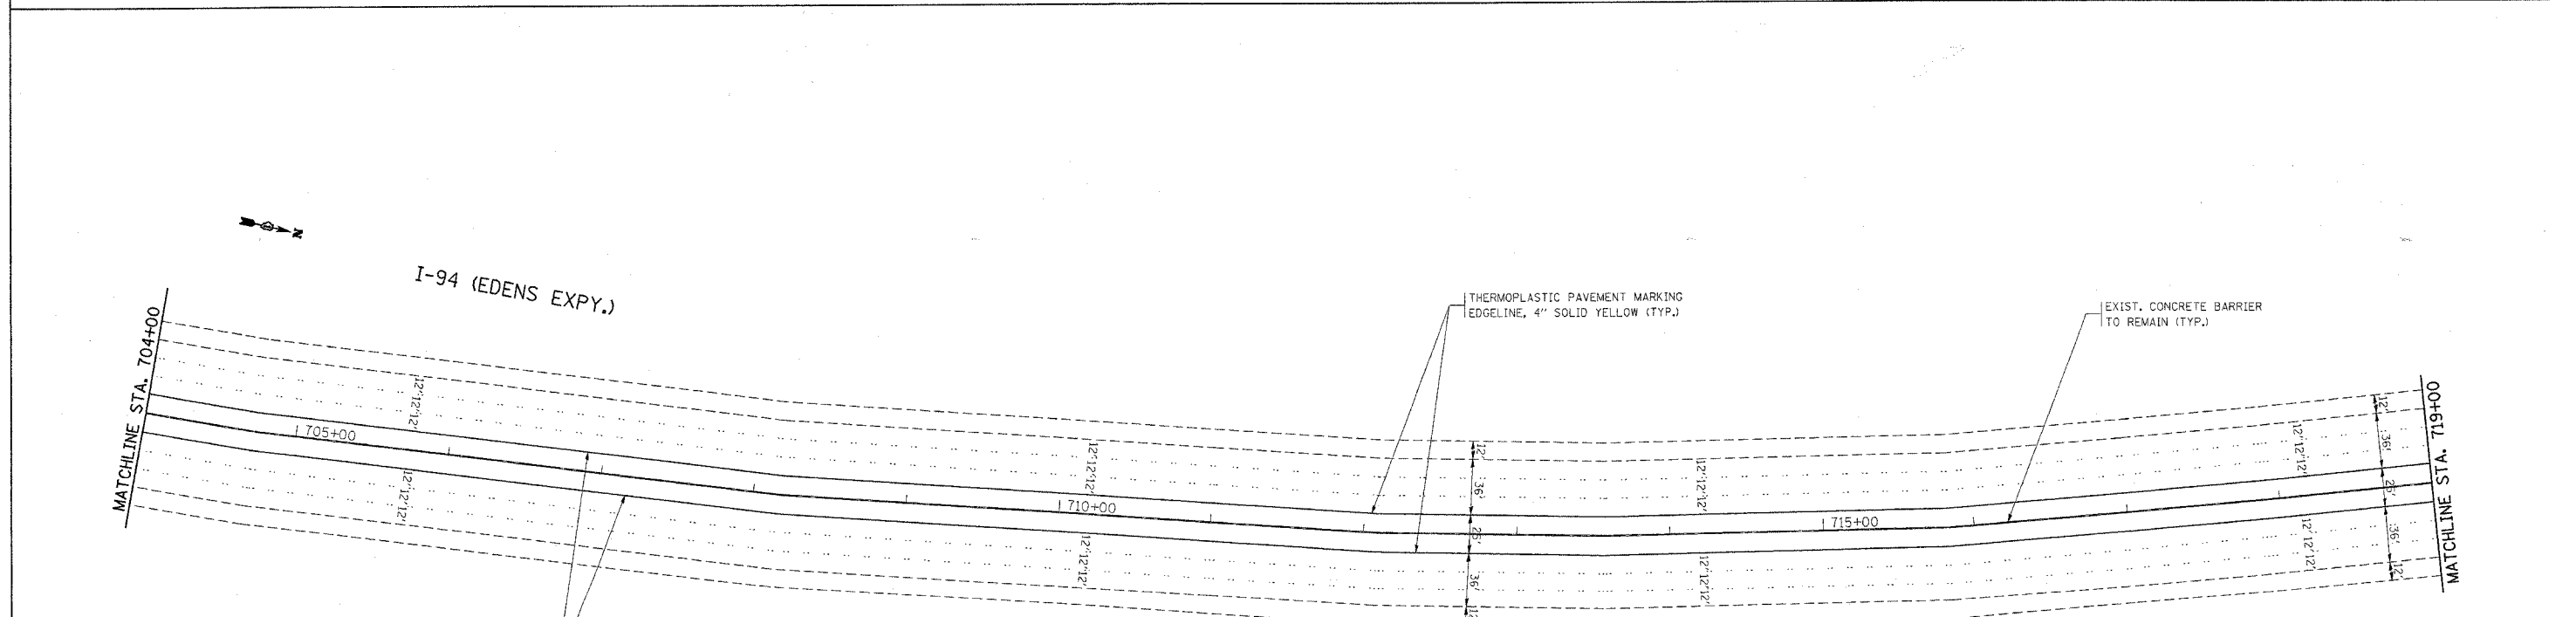 N
I-94 (EDENS EXPY.)
THERMOPLASTIC PAVEMENT MARKING
EDGELINE, 4" SOLID YELLOW (TYP.)
EXIST. CONCRETE BARRIER
TO REMAIN (TYP.)
MATCHLINE STA. 704+00
705+00
710+00
715+00
MATCHLINE STA. 719+00
12' 12' 12'
12' 12' 12'
12' 12' 12'
12' 12' 12'
12'
36'
26'
36'
12' 12' 12'
12' 12' 12'
12' 12' 12'
12' 12' 12'
12'
36'
26'
36'
12'